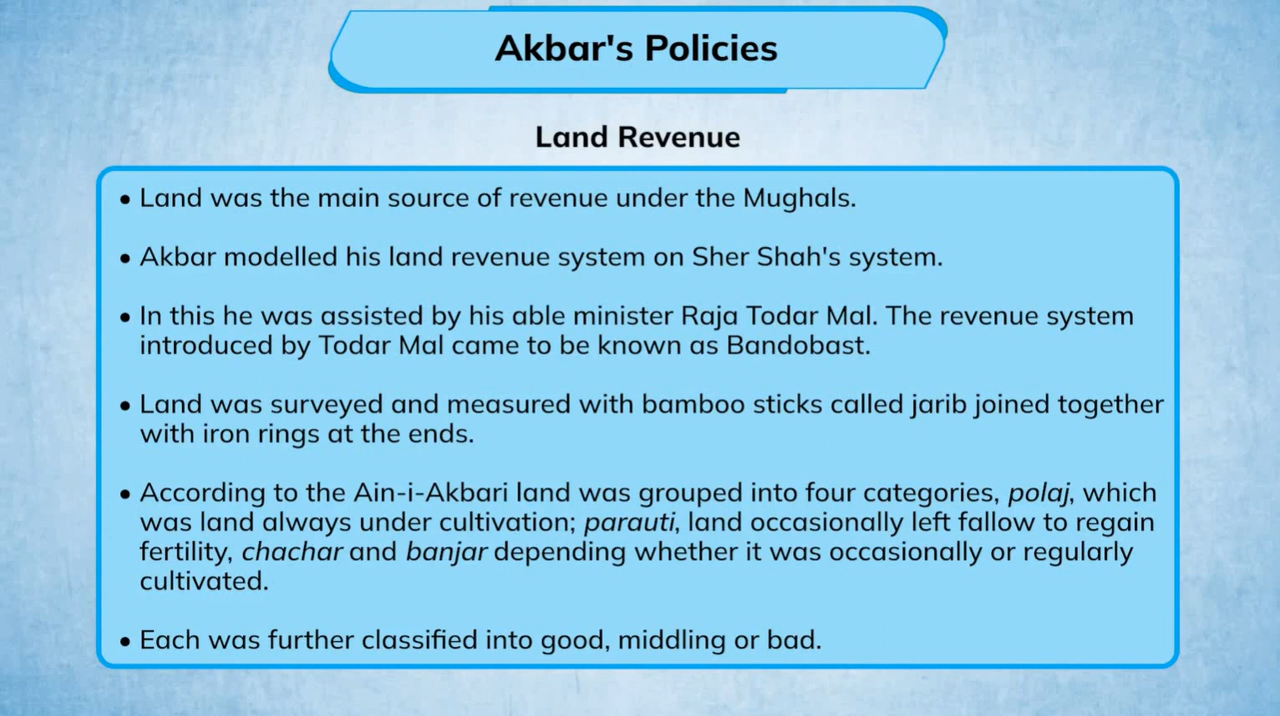 Akbar's Policies
Land Revenue
• Land was the main source of revenue under the Mughals.
• Akbar modelled his land revenue system on Sher Shah's system.
• In this he was assisted by his able minister Raja Todar Mal. The revenue system
introduced by Todar Mal came to be known as Bandobast.
• Land was surveyed and measured with bamboo sticks called jarib joined together
with iron rings at the ends.
• According to the Ain-i-Akbari land was grouped into four categories, polaj, which
was land always under cultivation; parauti, land occasionally left fallow to regain
fertility, chachar and banjar depending whether it was occasionally or regularly
cultivated.
• Each was further classified into good, middling or bad.